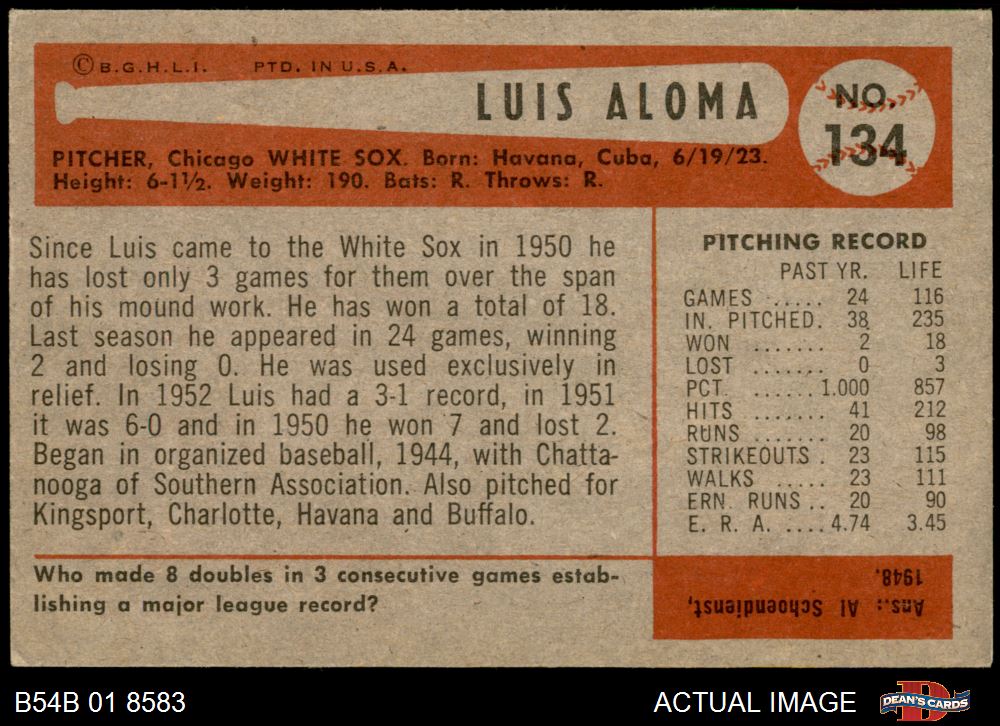 ©B.G.H.L.I. PTD. IN U.S.A.
LUIS ALOMA
NO.
134
PITCHER, Chicago WHITE SOX. Born: Havana, Cuba, 6/19/23.
Height: 6-1½. Weight: 190. Bats: R. Throws: R.
Since Luis came to the White Sox in 1950 he
has lost only 3 games for them over the span
of his mound work. He has won a total of 18.
Last season he appeared in 24 games, winning
2 and losing 0. He was used exclusively in
relief. In 1952 Luis had a 3-1 record, in 1951
it was 6-0 and in 1950 he won 7 and lost 2.
Began in organized baseball, 1944, with Chatta-
nooga of Southern Association. Also pitched for
Kingsport, Charlotte, Havana and Buffalo.
PITCHING RECORD
PAST YR. LIFE
GAMES ..... 24 116
IN. PITCHED. 38 235
WON ....... 2 18
LOST ....... 0 3
PCT. ...... 1.000 857
HITS ....... 41 212
RUNS ....... 20 98
STRIKEOUTS . 23 115
WALKS ..... 23 111
ERN. RUNS .. 20 90
E. R. A. .... 4.74 3.45
Who made 8 doubles in 3 consecutive games estab-
lishing a major league record?
Ans.: Al Schoendienst,
1948.
B54B 01 8583
ACTUAL IMAGE
DEAN'S CARDS